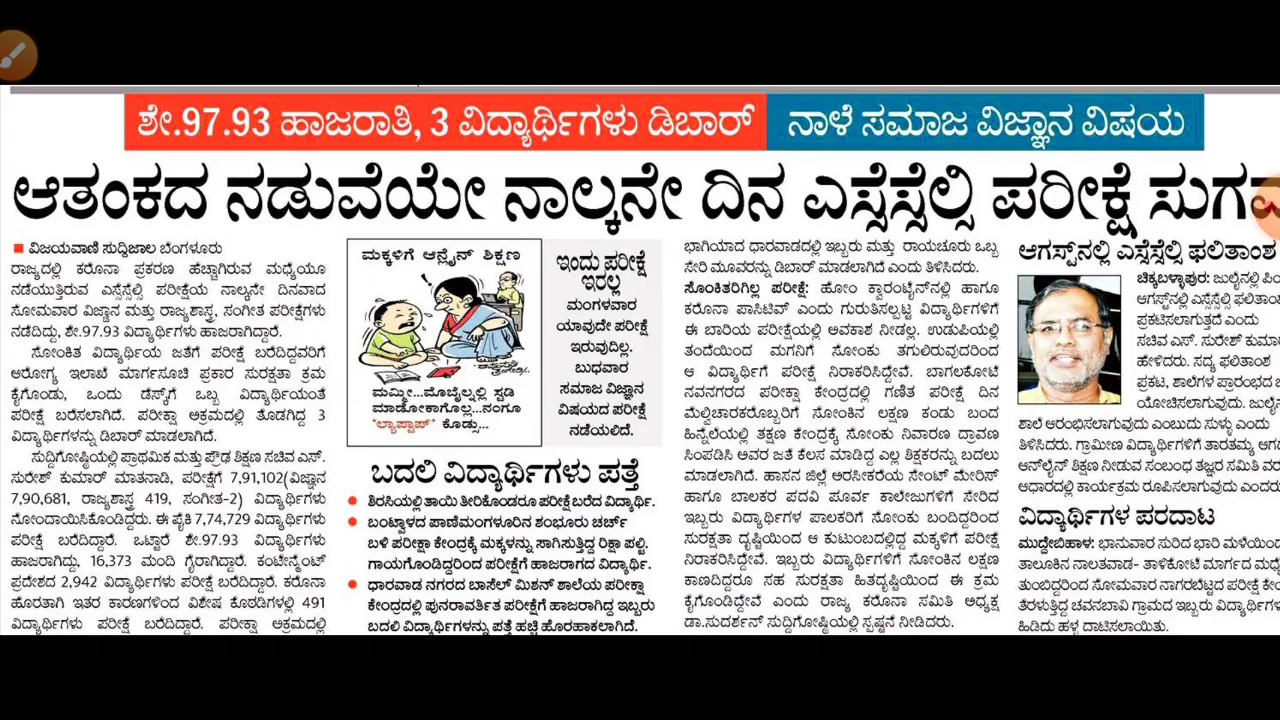 ಶೇ.97.93 ಹಾಜರಾತಿ, 3 ವಿದ್ಯಾರ್ಥಿಗಳು ಡಿಬಾರ್
ನಾಳೆ ಸಮಾಜ ವಿಜ್ಞಾನ ವಿಷಯ
ಆತಂಕದ ನಡುವೆಯೇ ನಾಲ್ಕನೇ ದಿನ ಎಸ್ಸೆಸ್ಸೆಲ್ಸಿ ಪರೀಕ್ಷೆ
ವಿಜಯವಾಣಿ ಸುದ್ದಿಜಾಲ ಬೆಂಗಳೂರು
ರಾಜ್ಯದಲ್ಲಿ ಕರೊನಾ ಪ್ರಕರಣ ಹೆಚ್ಚಾಗಿರುವ ಮಧ್ಯೆಯೂ
ನಡೆಯುತ್ತಿರುವ ಎಸ್ಸೆಸ್ಸೆಲ್ಸಿ ಪರೀಕ್ಷೆಯ ನಾಲ್ಕನೇ ದಿನವಾದ
ಸೋಮವಾರ ವಿಜ್ಞಾನ ಮತ್ತು ರಾಜ್ಯಶಾಸ್ತ್ರ, ಸಂಗೀತ ಪರೀಕ್ಷೆಗಳು
ನಡೆದಿದ್ದು, ಶೇ.97.93 ವಿದ್ಯಾರ್ಥಿಗಳು ಹಾಜರಾಗಿದ್ದಾರೆ.
ಸೋಂಕಿತ ವಿದ್ಯಾರ್ಥಿಯ ಜತೆಗೆ ಪರೀಕ್ಷೆ ಬರೆದಿದ್ದವರಿಗೆ
ಆರೋಗ್ಯ ಇಲಾಖೆ ಮಾರ್ಗಸೂಚಿ ಪ್ರಕಾರ ಸುರಕ್ಷತಾ ಕ್ರಮ
ಕೈಗೊಂಡು, ಒಂದು ಡೆಸ್ಕ್‌ಗೆ ಒಬ್ಬ ವಿದ್ಯಾರ್ಥಿಯಂತೆ
ಪರೀಕ್ಷೆ ಬರೆಸಲಾಗಿದೆ. ಪರೀಕ್ಷಾ ಅಕ್ರಮದಲ್ಲಿ ತೊಡಗಿದ್ದ 3
ವಿದ್ಯಾರ್ಥಿಗಳನ್ನು ಡಿಬಾರ್ ಮಾಡಲಾಗಿದೆ.
ಸುದ್ದಿಗೋಷ್ಠಿಯಲ್ಲಿ ಪ್ರಾಥಮಿಕ ಮತ್ತು ಪ್ರೌಢ ಶಿಕ್ಷಣ ಸಚಿವ ಎಸ್.
ಸುರೇಶ್ ಕುಮಾರ್ ಮಾತನಾಡಿ, ಪರೀಕ್ಷೆಗೆ 7,91,102(ವಿಜ್ಞಾನ
7,90,681, ರಾಜ್ಯಶಾಸ್ತ್ರ 419, ಸಂಗೀತ-2) ವಿದ್ಯಾರ್ಥಿಗಳು
ನೋಂದಾಯಿಸಿಕೊಂಡಿದ್ದರು. ಈ ಪೈಕಿ 7,74,729 ವಿದ್ಯಾರ್ಥಿಗಳು
ಪರೀಕ್ಷೆ ಬರೆದಿದ್ದಾರೆ. ಒಟ್ಟಾರೆ ಶೇ.97.93 ವಿದ್ಯಾರ್ಥಿಗಳು
ಹಾಜರಾಗಿದ್ದು, 16,373 ಮಂದಿ ಗೈರಾಗಿದ್ದಾರೆ. ಕಂಟೇನ್ಮೆಂಟ್
ಪ್ರದೇಶದ 2,942 ವಿದ್ಯಾರ್ಥಿಗಳು ಪರೀಕ್ಷೆ ಬರೆದಿದ್ದಾರೆ. ಕರೊನಾ
ಹೊರತಾಗಿ ಇತರ ಕಾರಣಗಳಿಂದ ವಿಶೇಷ ಕೊಠಡಿಗಳಲ್ಲಿ 491
ವಿದ್ಯಾರ್ಥಿಗಳು ಪರೀಕ್ಷೆ ಬರೆದಿದ್ದಾರೆ. ಪರೀಕ್ಷಾ ಅಕ್ರಮದಲ್ಲಿ
ಮಕ್ಕಳಿಗೆ ಆನ್ಲೈನ್ ಶಿಕ್ಷಣ
ಮಮ್ಮೀ...ಮೊಬೈಲ್ನಲ್ಲಿ ಸ್ಟಡಿ
ಮಾಡೋಕಾಗೊಲ್ಲ...ನಂಗೂ
"ಲ್ಯಾಪ್ಟಾಪ್" ಕೊಡ್ಸು...
ಇಂದು ಪರೀಕ್ಷೆ
ಇರಲ್ಲ
ಮಂಗಳವಾರ
ಯಾವುದೇ ಪರೀಕ್ಷೆ
ಇರುವುದಿಲ್ಲ.
ಬುಧವಾರ
ಸಮಾಜ ವಿಜ್ಞಾನ
ವಿಷಯದ ಪರೀಕ್ಷೆ
ನಡೆಯಲಿದೆ.
ಬದಲಿ ವಿದ್ಯಾರ್ಥಿಗಳು ಪತ್ತೆ
ಶಿರಸಿಯಲ್ಲಿ ತಾಯಿ ತೀರಿಕೊಂಡರೂ ಪರೀಕ್ಷೆ ಬರೆದ ವಿದ್ಯಾರ್ಥಿ.
ಬಂಟ್ವಾಳದ ಪಾಣೆಮಂಗಳೂರಿನ ಶಂಭೂರು ಚರ್ಚ್
ಬಳಿ ಪರೀಕ್ಷಾ ಕೇಂದ್ರಕ್ಕೆ ಮಕ್ಕಳನ್ನು ಸಾಗಿಸುತ್ತಿದ್ದ ರಿಕ್ಷಾ ಪಲ್ಟಿ.
ಗಾಯಗೊಂಡಿದ್ದರಿಂದ ಪರೀಕ್ಷೆಗೆ ಹಾಜರಾಗದ ವಿದ್ಯಾರ್ಥಿ.
ಧಾರವಾಡ ನಗರದ ಬಾಸೆಲ್ ಮಿಶನ್ ಶಾಲೆಯ ಪರೀಕ್ಷಾ
ಕೇಂದ್ರದಲ್ಲಿ ಪುನರಾವರ್ತಿತ ಪರೀಕ್ಷೆಗೆ ಹಾಜರಾಗಿದ್ದ ಇಬ್ಬರು
ಬದಲಿ ವಿದ್ಯಾರ್ಥಿಗಳನ್ನು ಪತ್ತೆ ಹಚ್ಚಿ ಹೊರಹಾಕಲಾಗಿದೆ.
ಭಾಗಿಯಾದ ಧಾರವಾಡದಲ್ಲಿ ಇಬ್ಬರು ಮತ್ತು ರಾಯಚೂರು ಒಬ್ಬ
ಸೇರಿ ಮೂವರನ್ನು ಡಿಬಾರ್ ಮಾಡಲಾಗಿದೆ ಎಂದು ತಿಳಿಸಿದರು.
ಸೊಂಕಿತರಿಗಿಲ್ಲ ಪರೀಕ್ಷೆ: ಹೋಂ ಕ್ವಾರಂಟೈನ್‌ನಲ್ಲಿ ಹಾಗೂ
ಕರೊನಾ ಪಾಸಿಟಿವ್ ಎಂದು ಗುರುತಿಸಲ್ಪಟ್ಟ ವಿದ್ಯಾರ್ಥಿಗಳಿಗೆ
ಈ ಬಾರಿಯ ಪರೀಕ್ಷೆಯಲ್ಲಿ ಅವಕಾಶ ನೀಡಲ್ಲ. ಉಡುಪಿಯಲ್ಲಿ
ತಂದೆಯಿಂದ ಮಗನಿಗೆ ಸೋಂಕು ತಗುಲಿರುವುದರಿಂದ
ಆ ವಿದ್ಯಾರ್ಥಿಗೆ ಪರೀಕ್ಷೆ ನಿರಾಕರಿಸಿದ್ದೇವೆ. ಬಾಗಲಕೋಟೆ
ನವನಗರದ ಪರೀಕ್ಷಾ ಕೇಂದ್ರದಲ್ಲಿ ಗಣಿತ ಪರೀಕ್ಷೆ ದಿನ
ಮೆಲ್ವಿಚಾರಕರೊಬ್ಬರಿಗೆ ಸೋಂಕಿನ ಲಕ್ಷಣ ಕಂಡು ಬಂದ
ಹಿನ್ನೆಲೆಯಲ್ಲಿ ತಕ್ಷಣ ಕೇಂದ್ರಕ್ಕೆ ಸೋಂಕು ನಿವಾರಣ ದ್ರಾವಣ
ಸಿಂಪಡಿಸಿ ಅವರ ಜತೆ ಕೆಲಸ ಮಾಡಿದ್ದ ಎಲ್ಲ ಶಿಕ್ಷಕರನ್ನು ಬದಲು
ಮಾಡಲಾಗಿದೆ. ಹಾಸನ ಜಿಲ್ಲೆ ಅರಸೀಕರೆಯ ಸೇಂಟ್ ಮೇರಿಸ್
ಹಾಗೂ ಬಾಲಕರ ಪದವಿ ಪೂರ್ವ ಕಾಲೇಜುಗಳಿಗೆ ಸೇರಿದ
ಇಬ್ಬರು ವಿದ್ಯಾರ್ಥಿಗಳ ಪಾಲಕರಿಗೆ ಸೋಂಕು ಬಂದಿದ್ದರಿಂದ
ಸುರಕ್ಷತಾ ದೃಷ್ಟಿಯಿಂದ ಆ ಕುಟುಂಬದಲ್ಲಿದ್ದ ಮಕ್ಕಳಿಗೆ ಪರೀಕ್ಷೆ
ನಿರಾಕರಿಸಿದ್ದೇವೆ. ಇಬ್ಬರು ವಿದ್ಯಾರ್ಥಿಗಳಿಗೆ ಸೋಂಕಿನ ಲಕ್ಷಣ
ಕಾಣದಿದ್ದರೂ ಸಹ ಸುರಕ್ಷತಾ ಹಿತದೃಷ್ಟಿಯಿಂದ ಈ ಕ್ರಮ
ಕೈಗೊಂಡಿದ್ದೇವೆ ಎಂದು ರಾಜ್ಯ ಕರೊನಾ ಸಮಿತಿ ಅಧ್ಯಕ್ಷ
ಡಾ.ಸುದರ್ಶನ್ ಸುದ್ದಿಗೋಷ್ಠಿಯಲ್ಲಿ ಸ್ಪಷ್ಟನೆ ನೀಡಿದರು.
ಆಗಸ್ಟ್‌ನಲ್ಲಿ ಎಸ್ಸೆಸ್ಸೆಲ್ಸಿ ಫಲಿತಾಂಶ
ಚಿಕ್ಕಬಳ್ಳಾಪುರ: ಜುಲೈನಲ್ಲಿ
ಆಗಸ್ಟ್‌ನಲ್ಲಿ ಎಸ್ಸೆಸ್ಸೆಲ್ಸಿ
ಪ್ರಕಟಿಸಲಾಗುತ್ತದೆ ಎಂದು
ಸಚಿವ ಎಸ್. ಸುರೇಶ್
ಹೇಳಿದರು. ಸದ್ಯ ಫಲಿತಾಂಶ
ಪ್ರಕಟ, ಶಾಲೆಗಳ ಪ್ರಾರಂಭದ
ಯೋಚಿಸಲಾಗುವುದು.
ಶಾಲೆ ಆರಂಭಿಸಲಾಗುವುದು ಎಂಬುದು ಸುಳ್ಳು ಎಂದು
ತಿಳಿಸಿದರು. ಗ್ರಾಮೀಣ ವಿದ್ಯಾರ್ಥಿಗಳಿಗೆ ತಾರತಮ್ಯ
ಆನ್‌ಲೈನ್ ಶಿಕ್ಷಣ ನೀಡುವ ಸಂಬಂಧ ತಜ್ಞರ ಸಮಿತಿ
ಆಧಾರದಲ್ಲಿ ಕಾರ್ಯಕ್ರಮ ರೂಪಿಸಲಾಗುವುದು ಎಂದರು
ವಿದ್ಯಾರ್ಥಿಗಳ ಪರದಾಟ
ಮುದ್ದೇಬಿಹಾಳ: ಭಾನುವಾರ ಸುರಿದ ಭಾರಿ ಮಳೆಯಿಂದ
ತಾಲೂಕಿನ ನಾಲತವಾಡ- ತಾಳಿಕೋಟಿ ಮಾರ್ಗದ
ತುಂಬಿದ್ದರಿಂದ ಸೋಮವಾರ ನಾಗರಬೆಟ್ಟದ ಪರೀಕ್ಷೆ
ತೆರಳುತ್ತಿದ್ದ ಚವನಬಾವಿ ಗ್ರಾಮದ ಇಬ್ಬರು
ಹಿಡಿದು ಹಳ್ಳ ದಾಟಿಸಲಾಯಿತು.